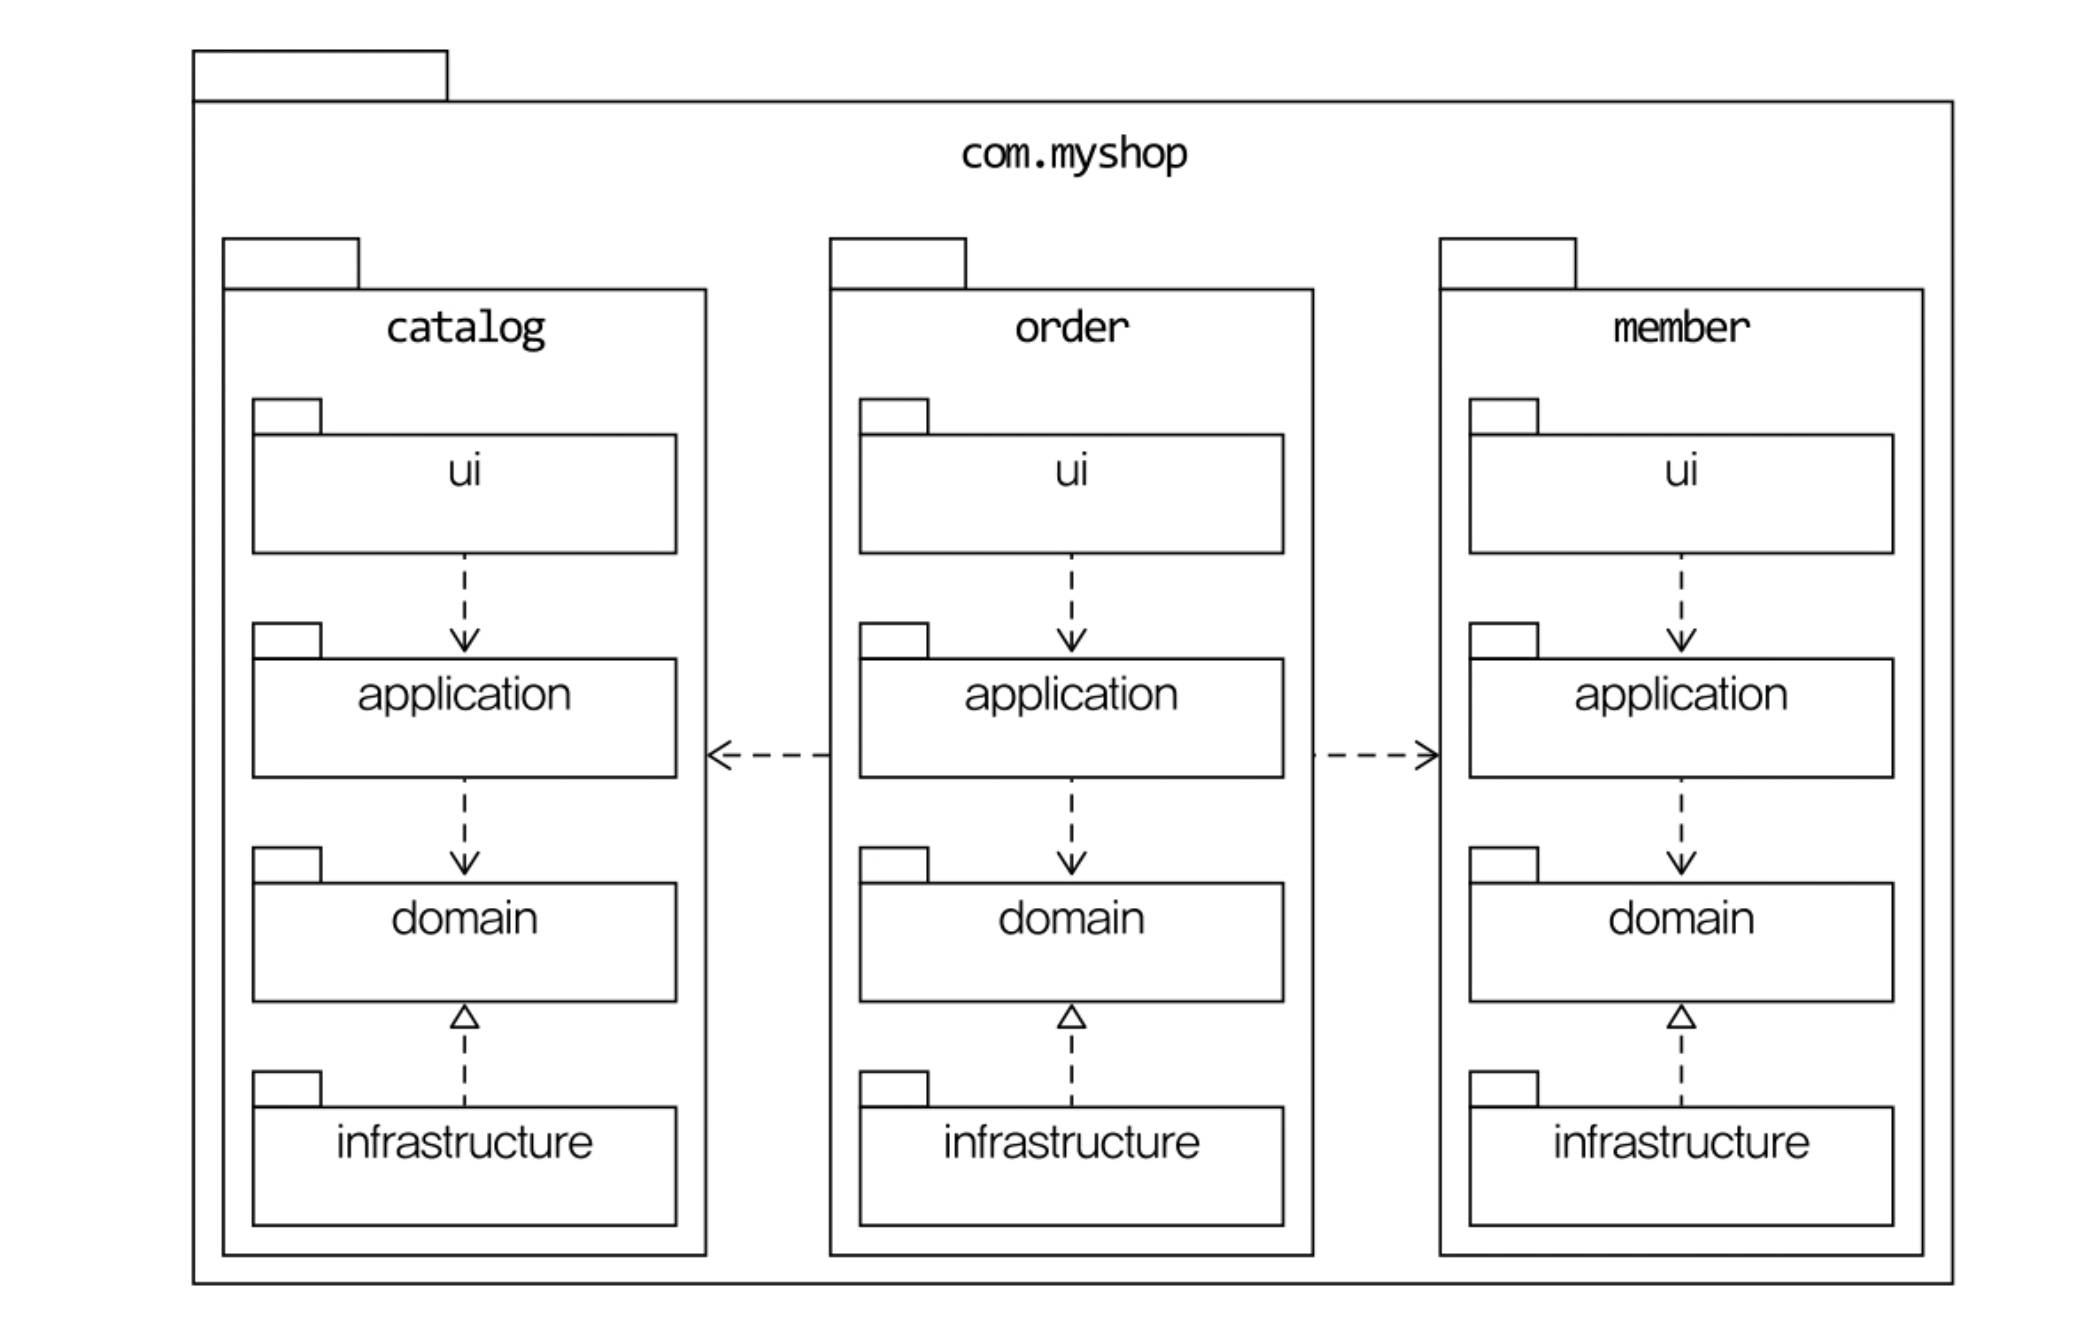 com.myshop
catalog
ui
application
domain
infrastructure
order
ui
application
domain
infrastructure
member
ui
application
domain
infrastructure